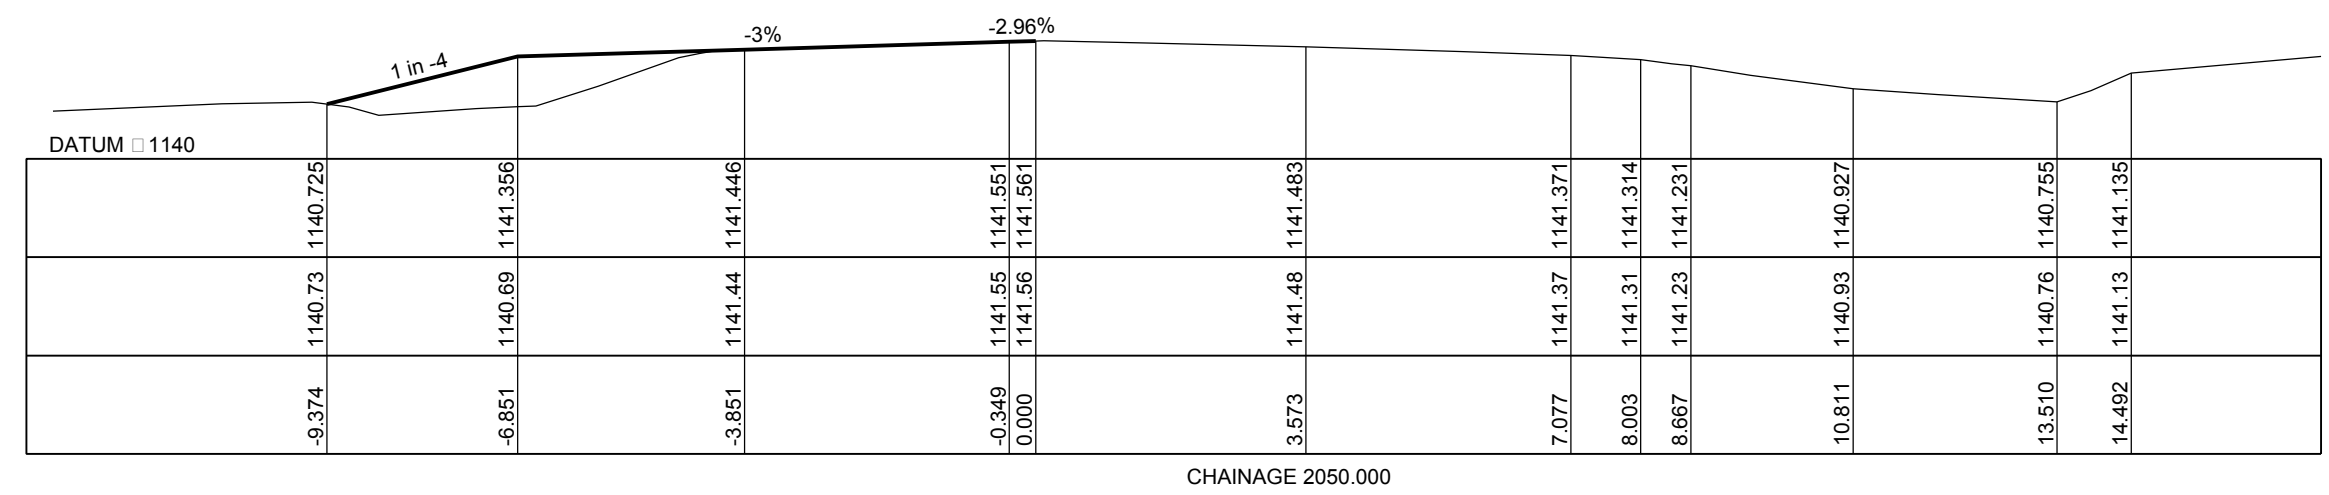 -2.96%
-3%
1 in -4
DATUM □ 1140
1140.725 1141.356 1141.446 1141.551 1141.561 1141.483 1141.371 1141.314 1141.231 1140.927 1140.755 1141.135
1140.73 1140.69 1141.44 1141.55 1141.56 1141.48 1141.37 1141.31 1141.23 1140.93 1140.76 1141.13
-9.374 -6.851 -3.851 -0.349 0.000 3.573 7.077 8.003 8.667 10.811 13.510 14.492
CHAINAGE 2050.000